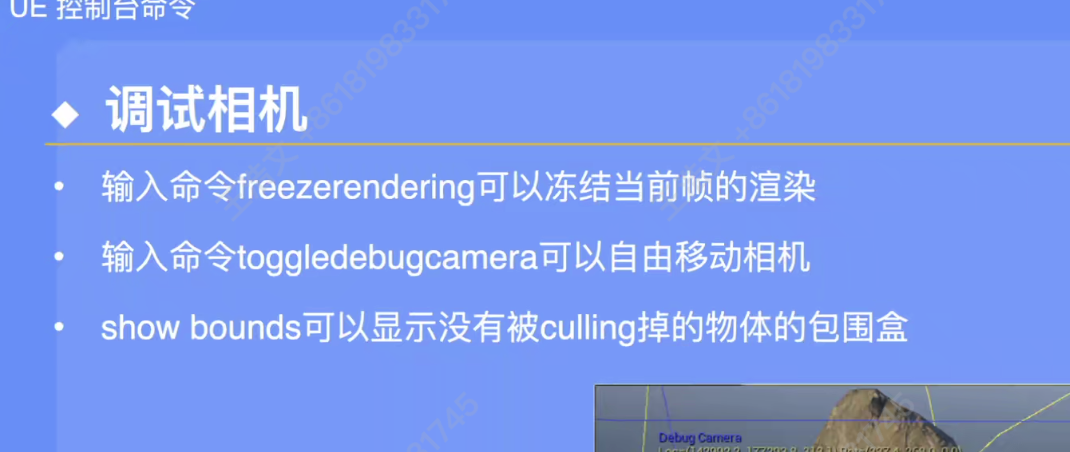 UE 控制台命令
◆ 调试相机
• 输入命令freezerendering可以冻结当前帧的渲染
• 输入命令toggledebugcamera可以自由移动相机
• show bounds可以显示没有被culling掉的物体的包围盒
Debug Camera